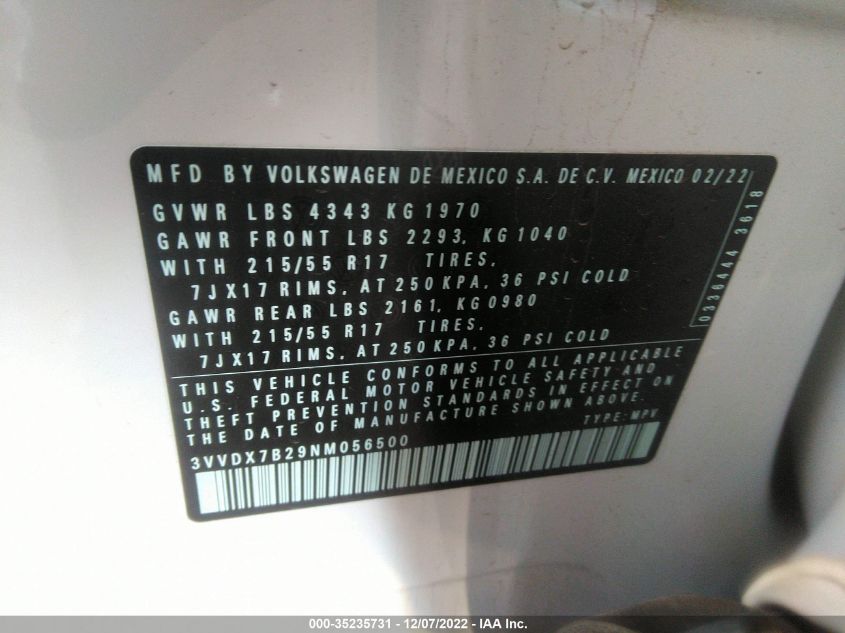 MFD BY VOLKSWAGEN DE MEXICO S.A. DE C.V. MEXICO 02/22
GVWR LBS 4343 KG 1970
GAWR FRONT LBS 2293, KG 1040
WITH 215/55 R17 TIRES,
7JX17 RIMS, AT 250 KPA, 36 PSI COLD
GAWR REAR LBS 2161, KG 0980
WITH 215/55 R17 TIRES,
7JX17 RIMS, AT 250 KPA, 36 PSI COLD
0336444 3618
THIS VEHICLE CONFORMS TO ALL APPLICABLE
U.S. FEDERAL MOTOR VEHICLE SAFETY AND
THEFT PREVENTION STANDARDS IN EFFECT ON
THE DATE OF MANUFACTURE SHOWN ABOVE.
TYPE: MPV
3VVDX7B29NM056500
000-35235731 - 12/07/2022 - IAA Inc.